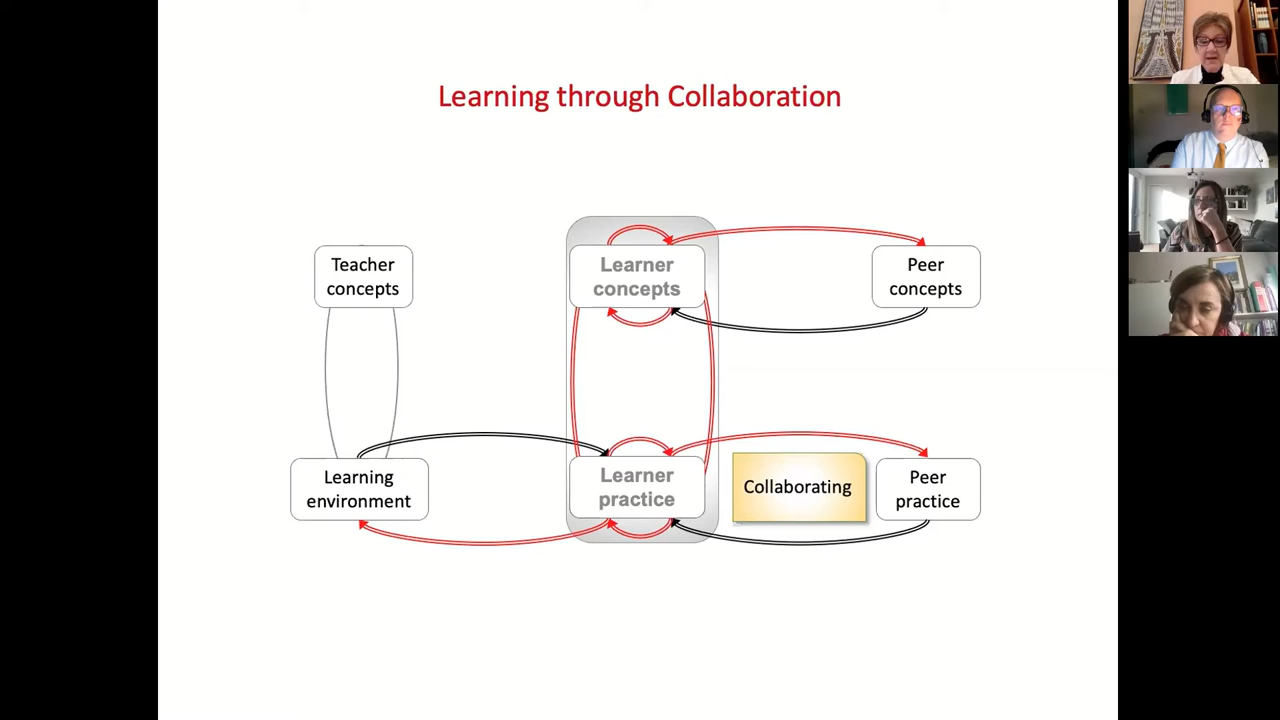 Learning through Collaboration
Teacher
concepts
Learner
concepts
Peer
concepts
Learning
environment
Learner
practice
Collaborating
Peer
practice